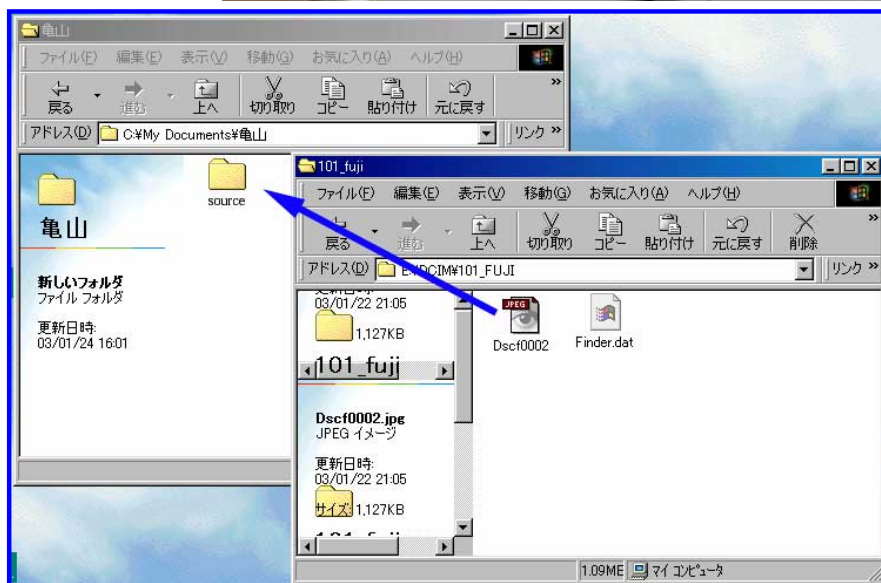 亀山
ファイル(F) 編集(E) 表示(V) 移動(G) お気に入り(A) ヘルプ(H)
戻る 進む 上へ 切り取り コピー 貼り付け 元に戻す »
アドレス(D) C:¥My Documents¥亀山 リンク »
亀山
新しいフォルダ
ファイル フォルダ
更新日時:
03/01/24 16:01
source
101_fuji
ファイル(F) 編集(E) 表示(V) 移動(G) お気に入り(A) ヘルプ(H)
戻る 進む 上へ 切り取り コピー 貼り付け 元に戻す 削除 »
アドレス(D) E:¥DCIM¥101_FUJI リンク »
更新日時:
03/01/22 21:05
1,127KB
101_fuji
Dscf0002.jpg
JPEG イメージ
更新日時:
03/01/22 21:05
サイズ: 1,127KB
JPEG
Dscf0002
Finder.dat
1.09ME マイ コンピュータ